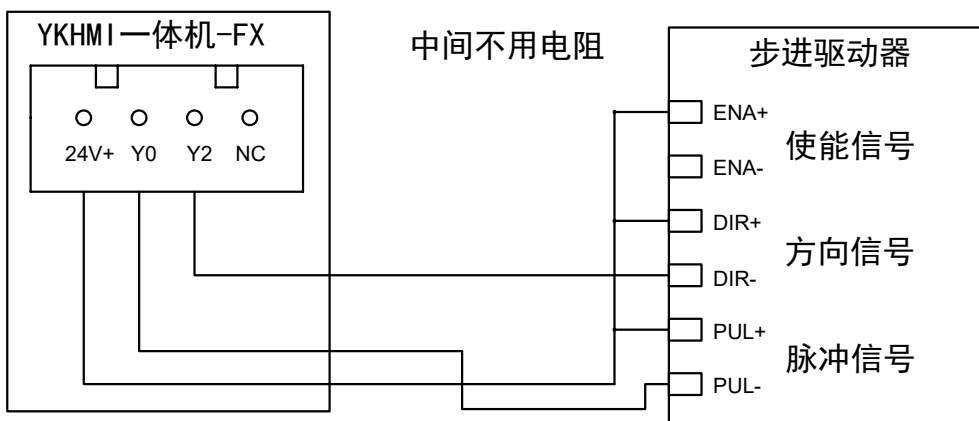 YKHMI一体机-FX
24V+ Y0 Y2 NC
中间不用电阻
步进驱动器
ENA+
使能信号
ENA-
DIR+
方向信号
DIR-
PUL+
脉冲信号
PUL-